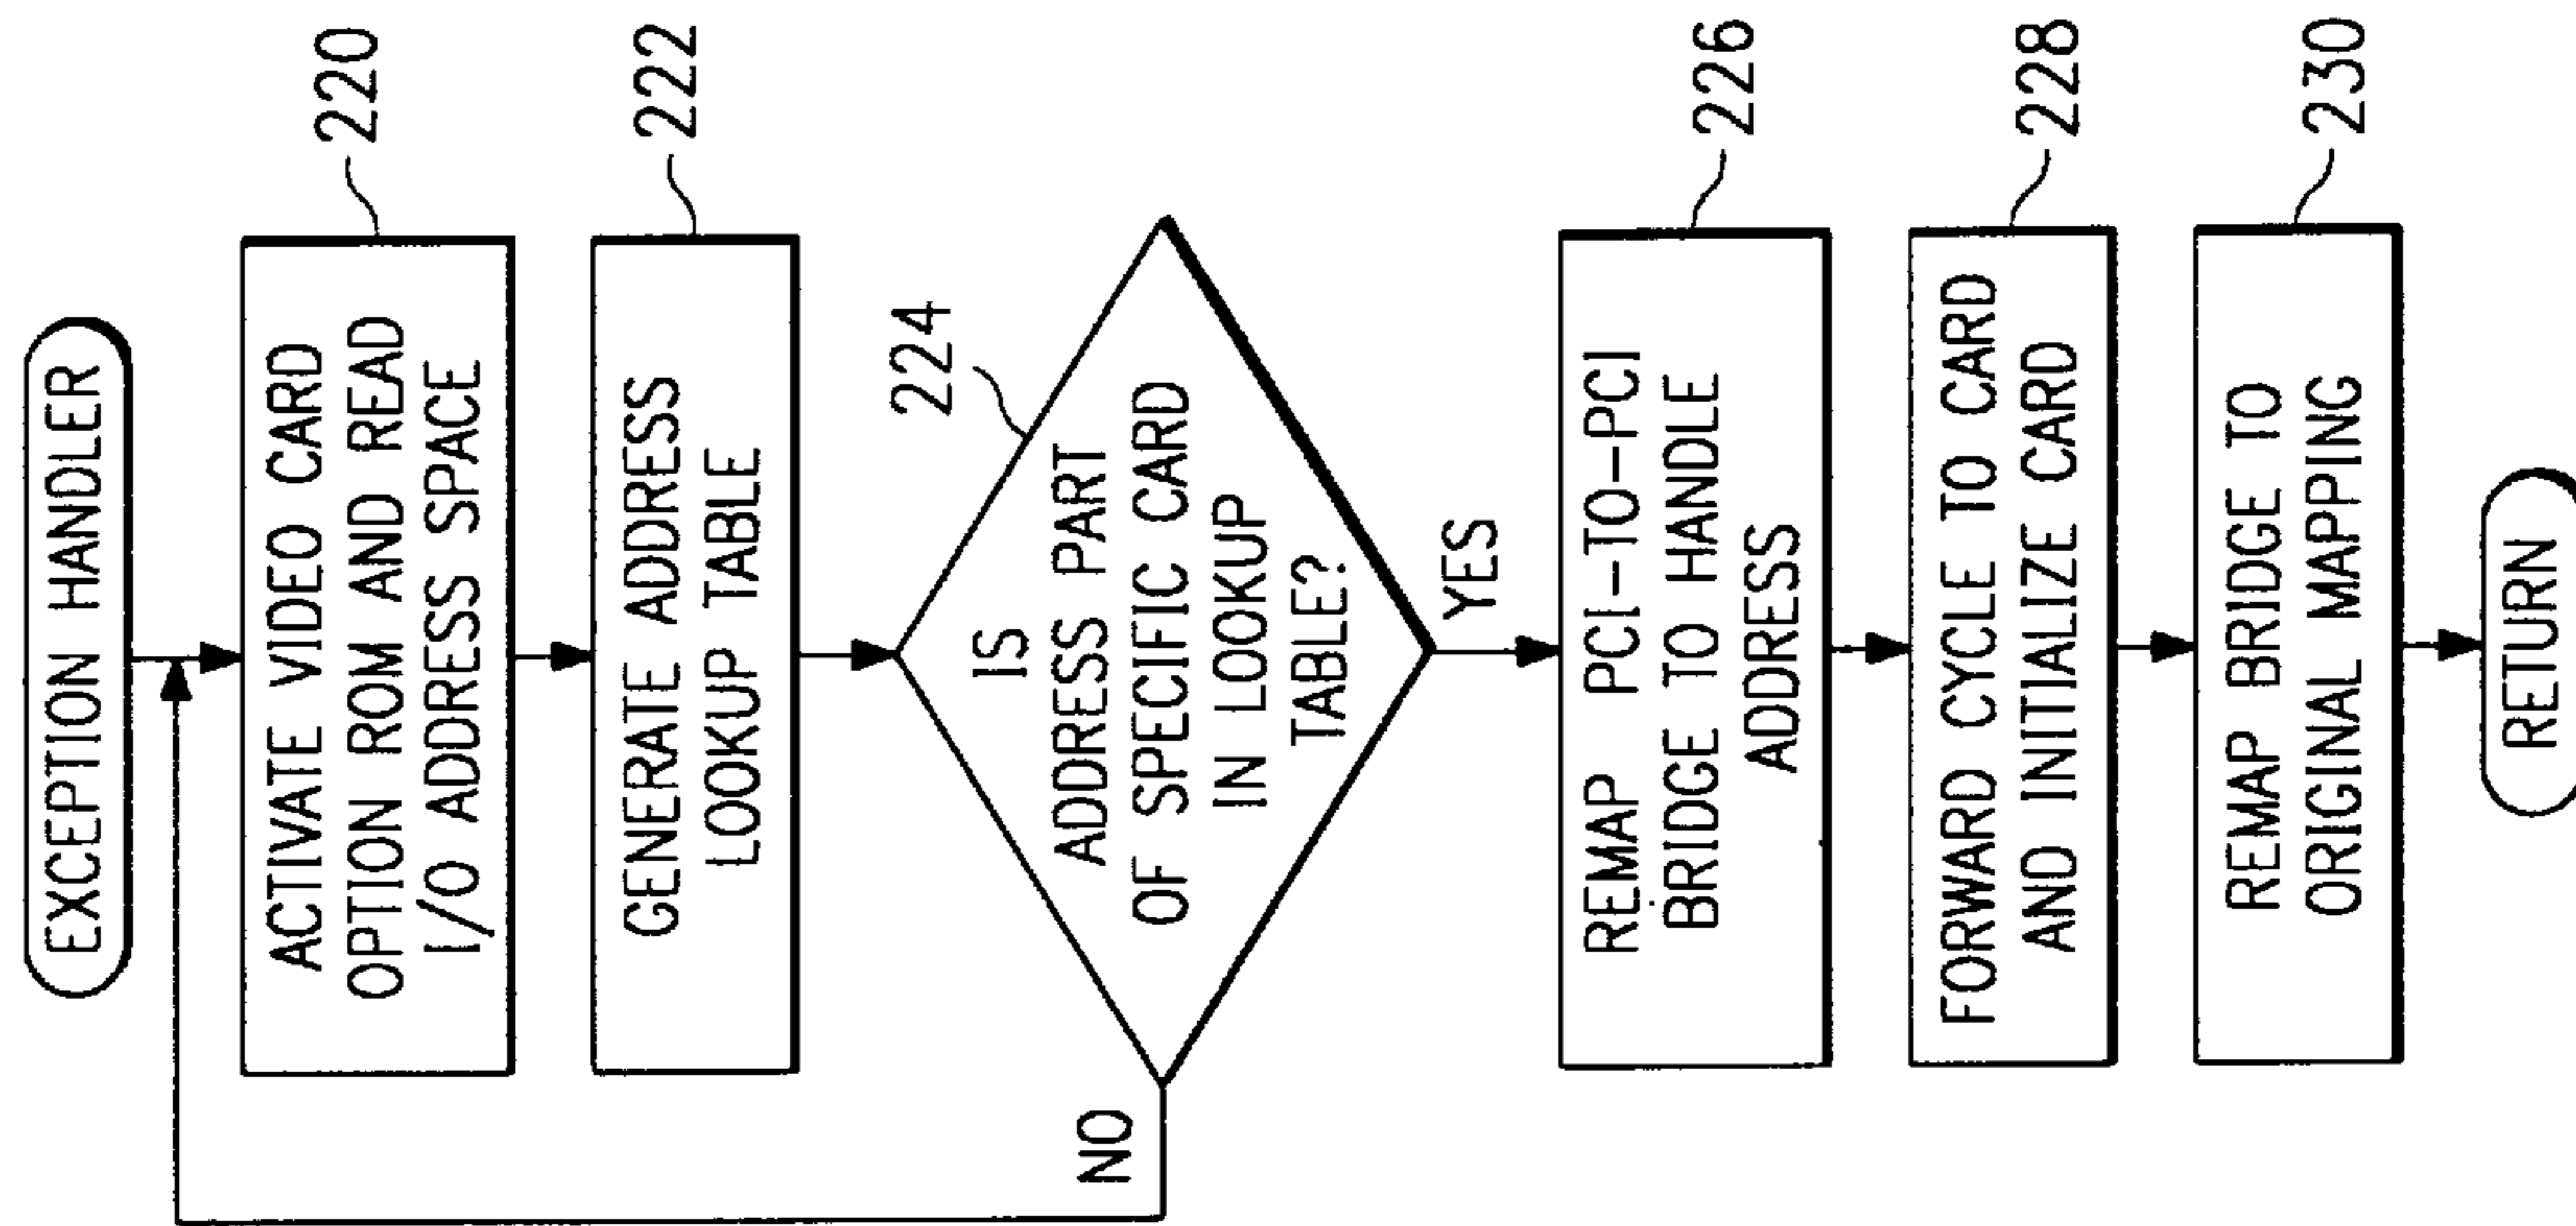 EXCEPTION HANDLER
ACTIVATE VIDEO CARD
OPTION ROM AND READ
I/O ADDRESS SPACE
220
GENERATE ADDRESS
LOOKUP TABLE
222
IS
ADDRESS PART
OF SPECIFIC CARD
IN LOOKUP
TABLE?
224
NO
YES
REMAP PCI-TO-PCI
BRIDGE TO HANDLE
ADDRESS
226
FORWARD CYCLE TO CARD
AND INITIALIZE CARD
228
REMAP BRIDGE TO
ORIGINAL MAPPING
230
RETURN